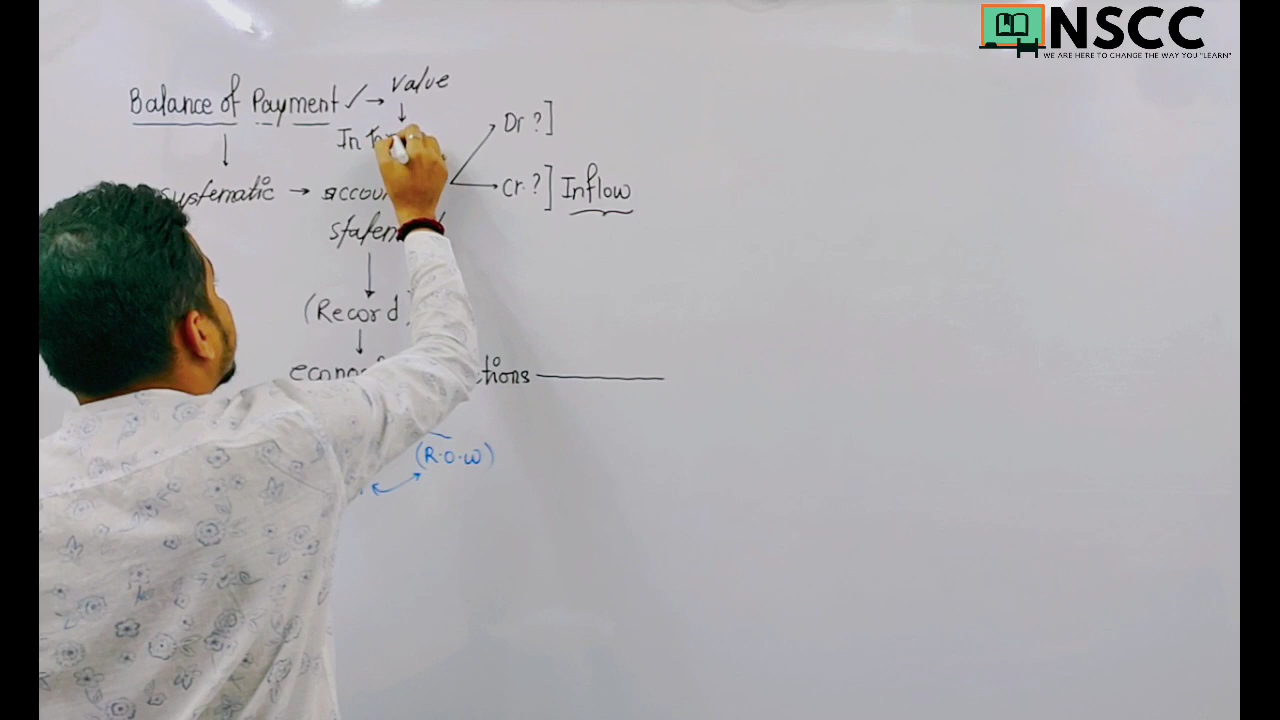 NSCC
WE ARE HERE TO CHANGE THE WAY YOU "LEARN"
Balance of Payment ✓ → value
In
Dr ?]
systematic → accoun
Cr. ?] Inflow
statem
(Record)
econo ctions
(R.O.W)